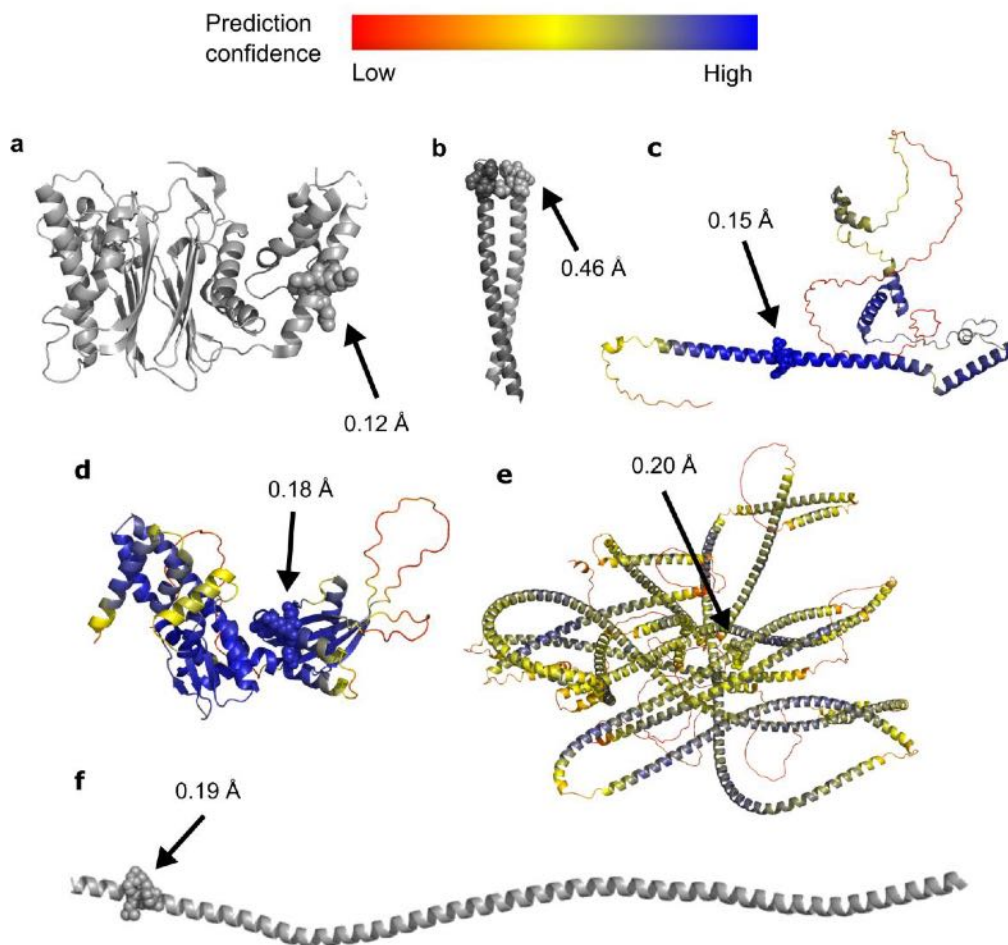 Prediction
confidence
Low High
a
b
c
0.15 Å
0.46 Å
0.12 Å
d
0.18 Å
e
0.20 Å
f
0.19 Å